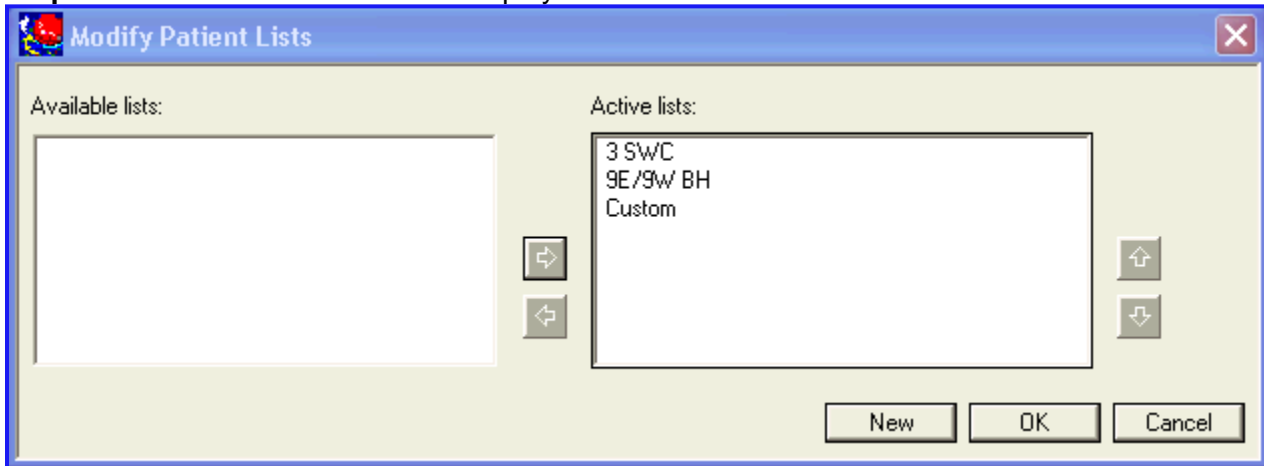 Modify Patient Lists
Available lists:
Active lists:
3 SWC
9E/9W BH
Custom
New
OK
Cancel